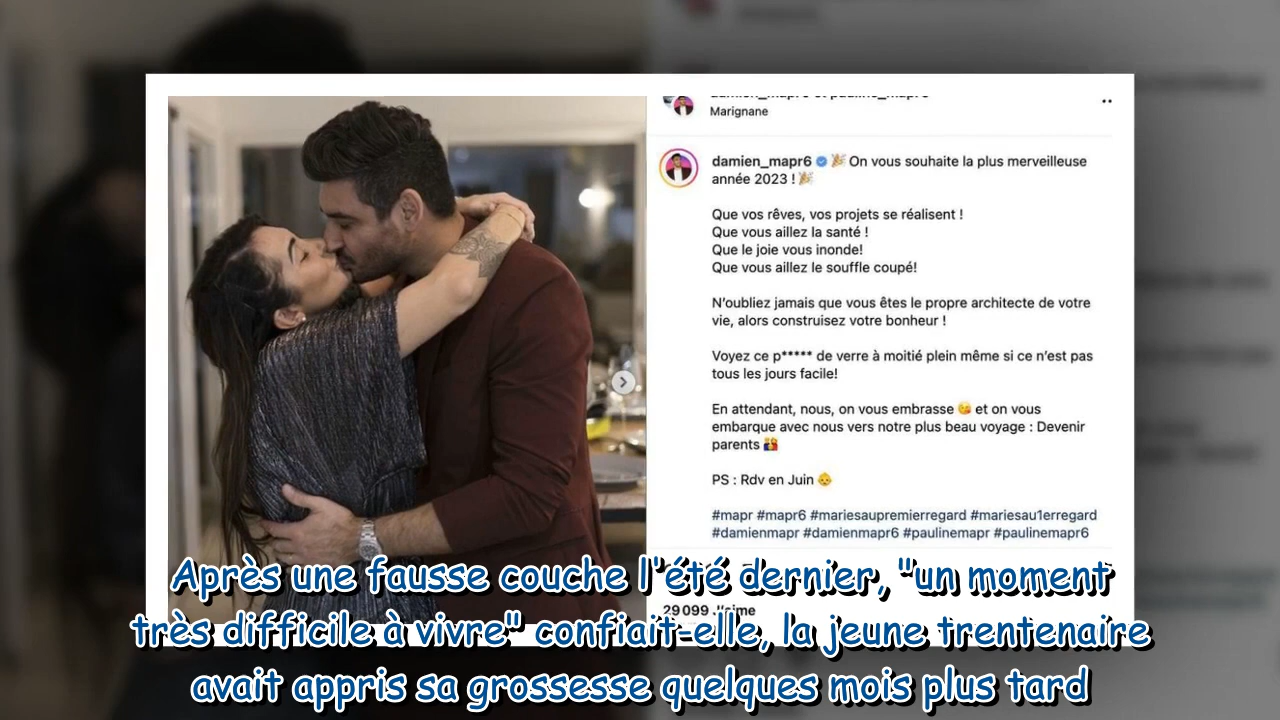 Marignane
damien_mapr6 🎉 On vous souhaite la plus merveilleuse
année 2023 ! 🎉
Que vos rêves, vos projets se réalisent !
Que vous aillez la santé !
Que le joie vous inonde!
Que vous aillez le souffle coupé!
N'oubliez jamais que vous êtes le propre architecte de votre
vie, alors construisez votre bonheur !
Voyez ce p***** de verre à moitié plein même si ce n'est pas
tous les jours facile!
En attendant, nous, on vous embrasse 😘 et on vous
embarque avec nous vers notre plus beau voyage : Devenir
parents 👩‍❤️‍👨
PS : Rdv en Juin 👶
#mapr #mapr6 #mariesaupremierregard #mariesau1erregard
#damienmapr #damienmapr6 #paulinemapr #paulinemapr6
29 099 J'aime
Après une fausse couche l'été dernier, "un moment
très difficile à vivre" confiait-elle, la jeune trentenaire
avait appris sa grossesse quelques mois plus tard